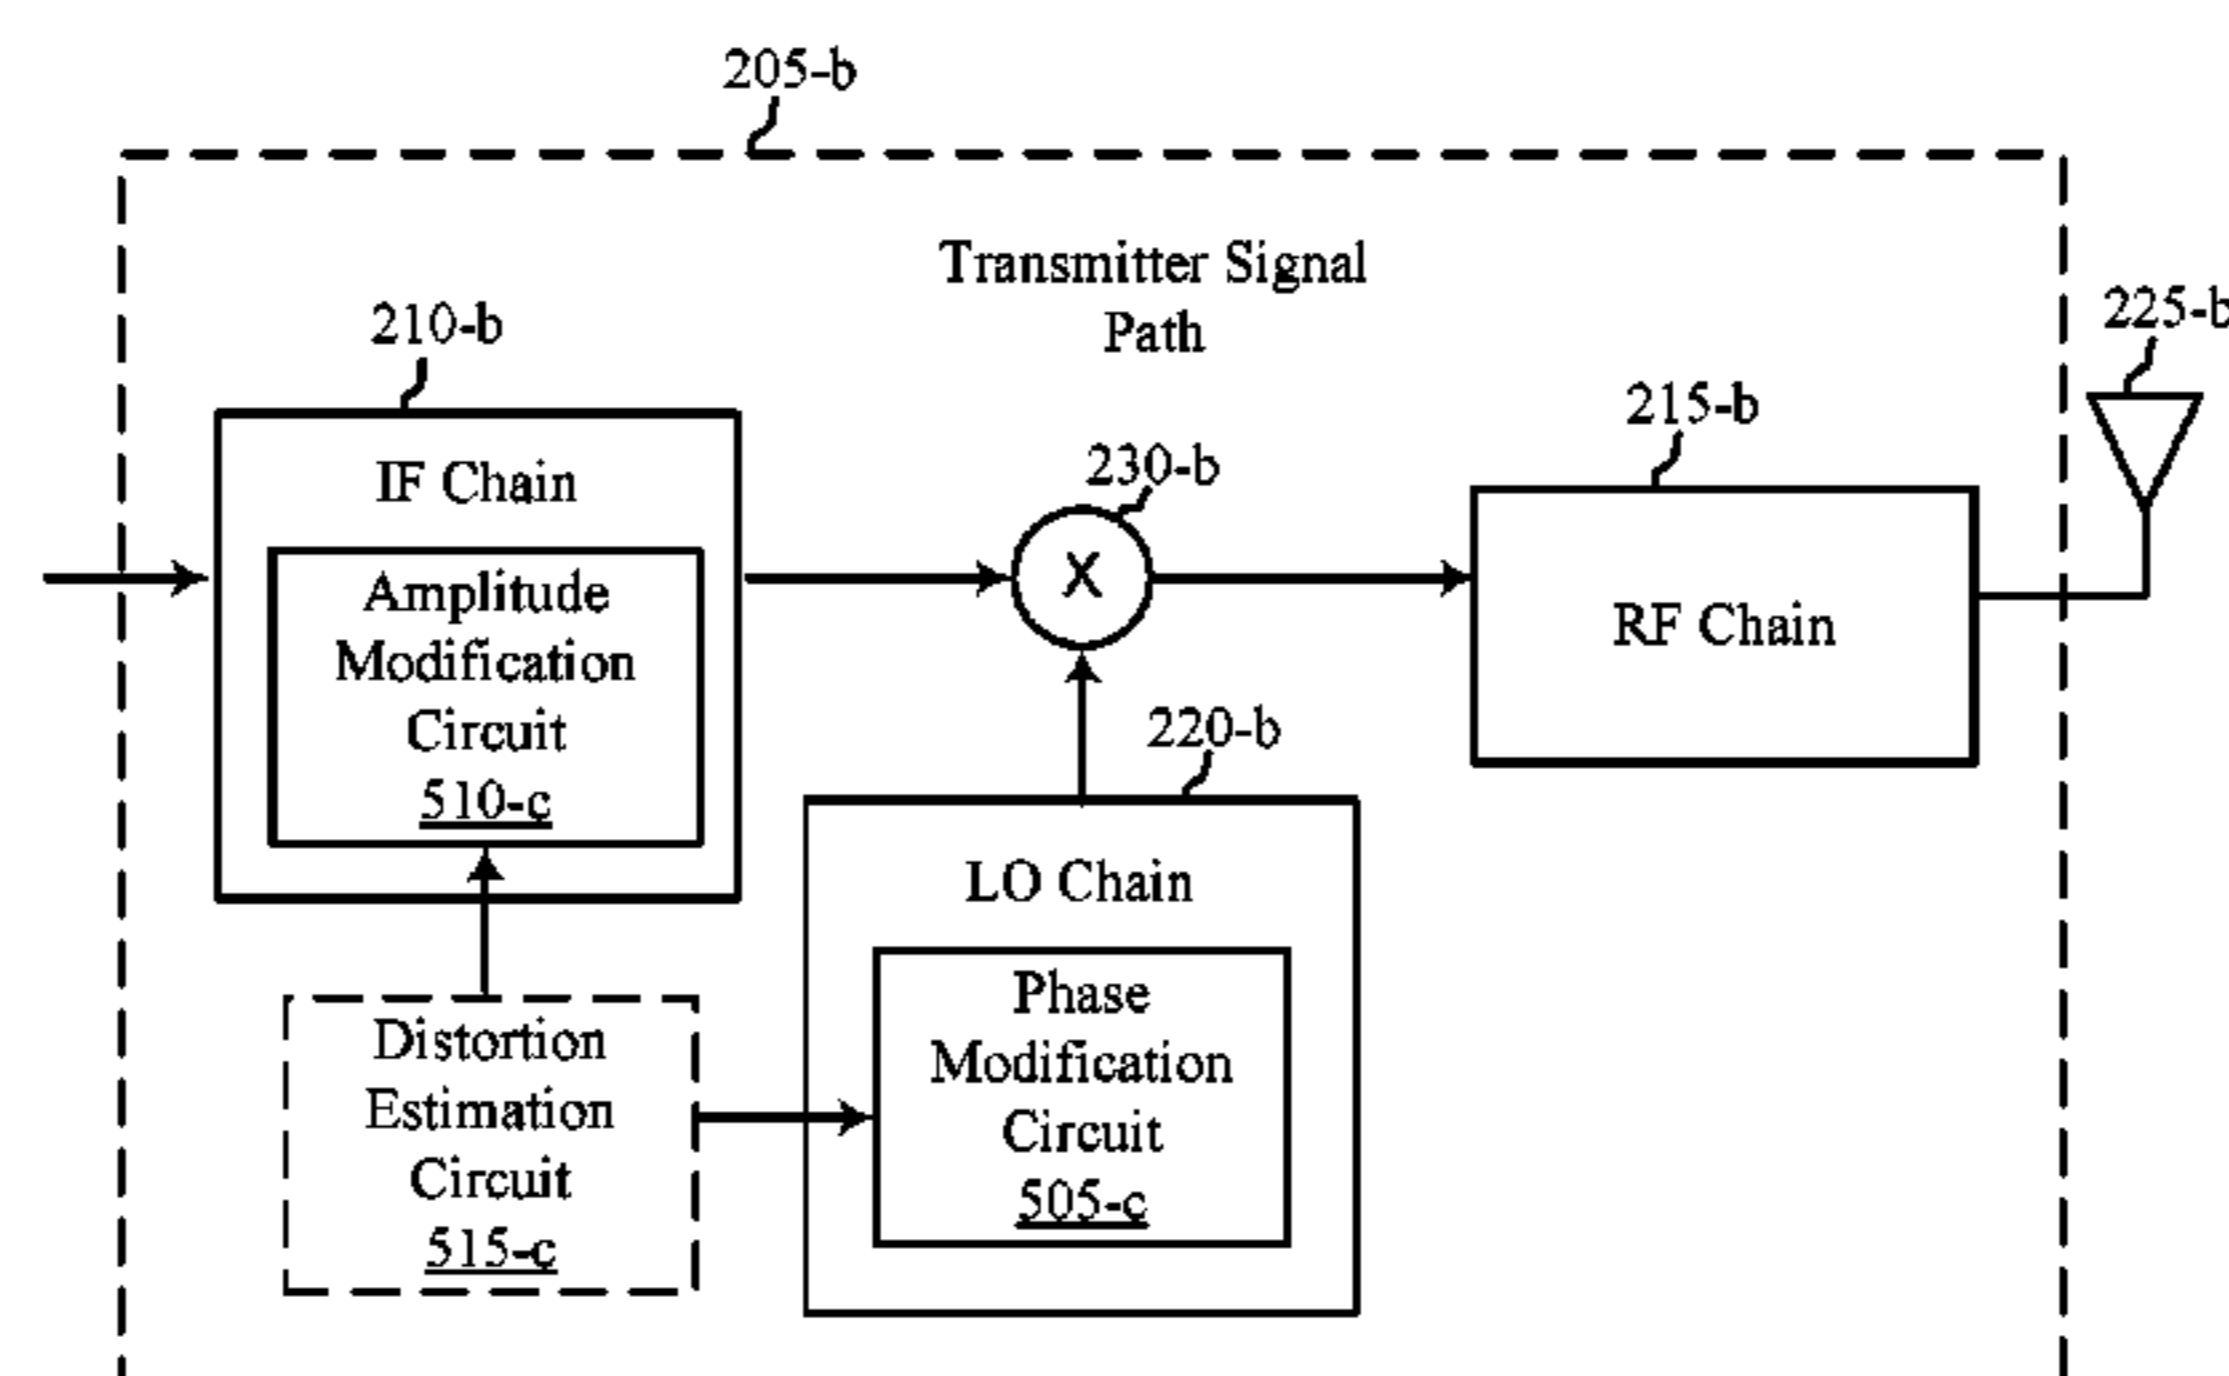 205-b
Transmitter Signal
Path
210-b
225-b
215-b
230-b
IF Chain
Amplitude
Modification
Circuit
510-c
X
RF Chain
220-b
LO Chain
Phase
Modification
Circuit
505-c
Distortion
Estimation
Circuit
515-c